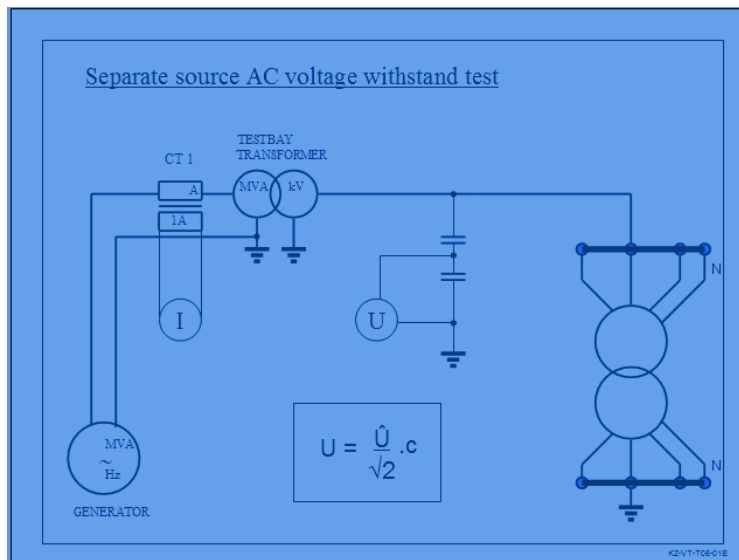 Separate source AC voltage withstand test
TESTBAY
TRANSFORMER
CT 1
A
MVA
kV
1A
N
I
U
U = Û/√2 .c
MVA
~
Hz
N
GENERATOR
KZ-VT-T06-01E